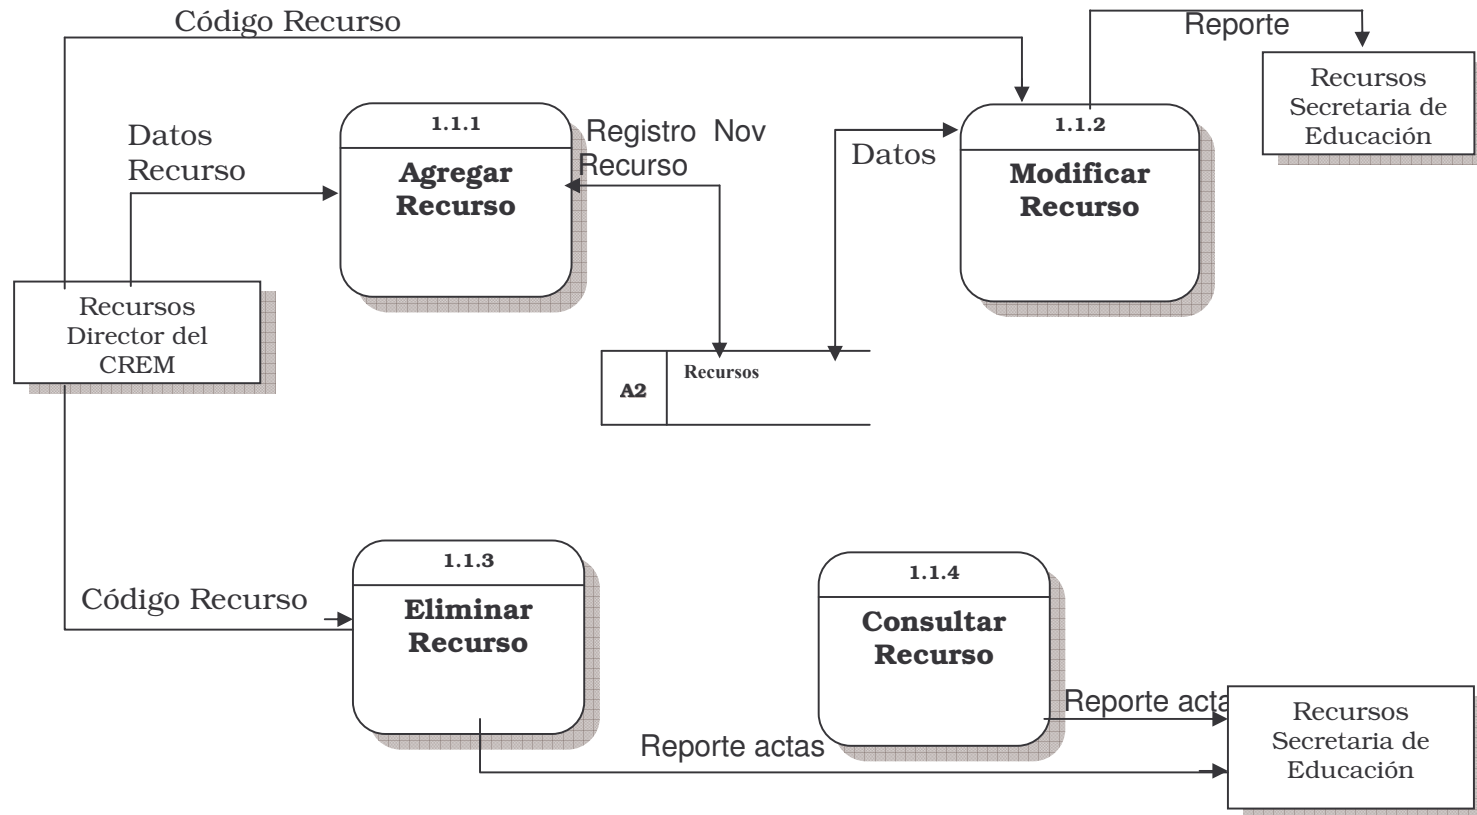 Código Recurso
Reporte
Recursos
Secretaria de
Educación
Datos
Recurso
1.1.1
Agregar
Recurso
Registro Nov
Recurso
Datos
1.1.2
Modificar
Recurso
Recursos
Director del
CREM
A2
Recursos
Código Recurso
1.1.3
Eliminar
Recurso
1.1.4
Consultar
Recurso
Reporte acta
Reporte actas
Recursos
Secretaria de
Educación